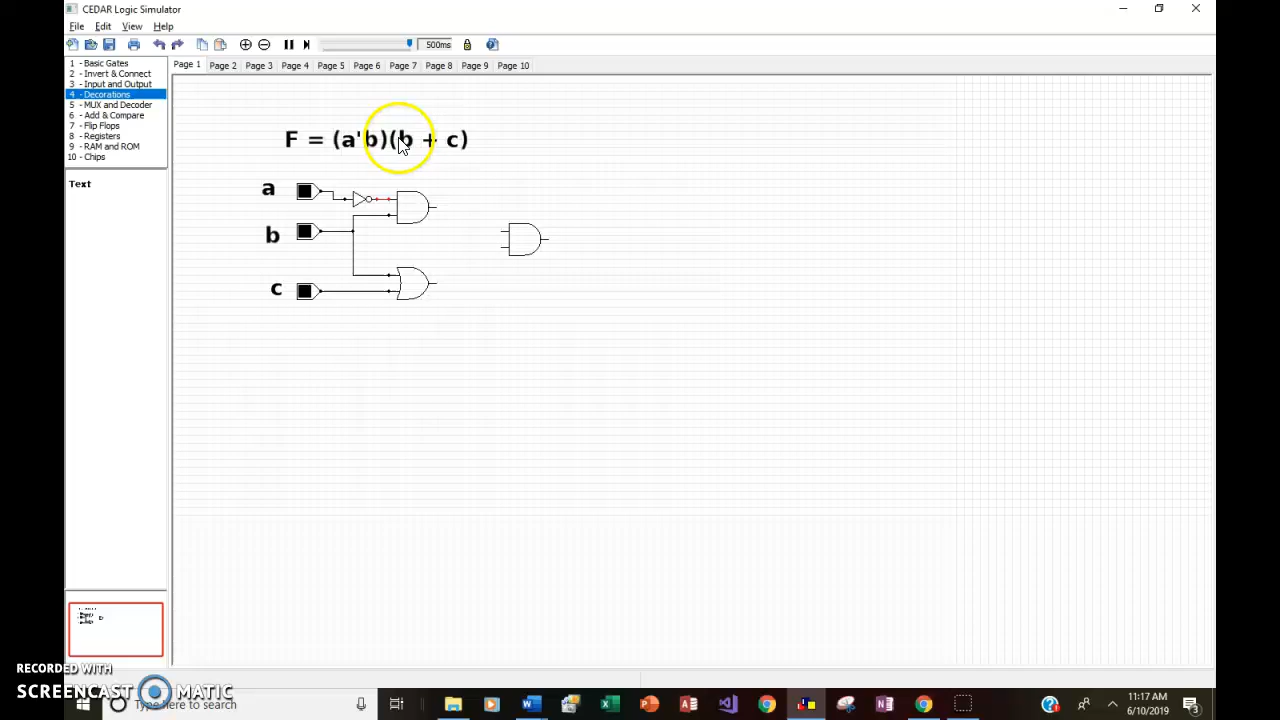 CEDAR Logic Simulator
File Edit View Help
500ms
1 - Basic Gates
2 - Invert & Connect
3 - Input and Output
4 - Decorations
5 - MUX and Decoder
6 - Add & Compare
7 - Flip Flops
8 - Registers
9 - RAM and ROM
10 - Chips
Text
Page 1 Page 2 Page 3 Page 4 Page 5 Page 6 Page 7 Page 8 Page 9 Page 10
F = (a'b)(b + c)
a
b
c
RECORDED WITH
SCREENCAST MATIC
Type here to search
11:17 AM
6/10/2019
3